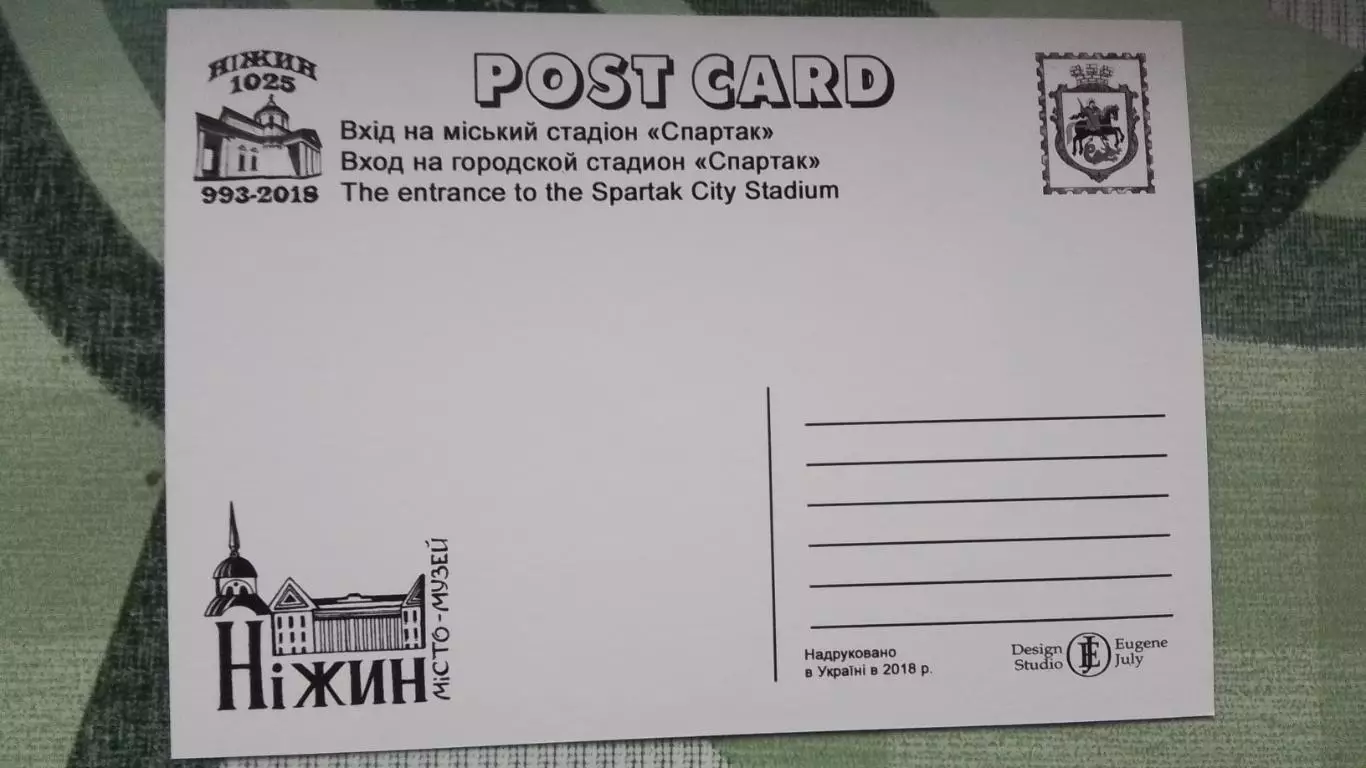 НІЖИН
1025
993-2018
POST CARD
Вхід на міський стадіон «Спартак»
Вход на городской стадион «Спартак»
The entrance to the Spartak City Stadium
Ніжин
МІСТО-МУЗЕЙ
Надруковано
в Україні в 2018 р.
Design
Studio
Eugene
July